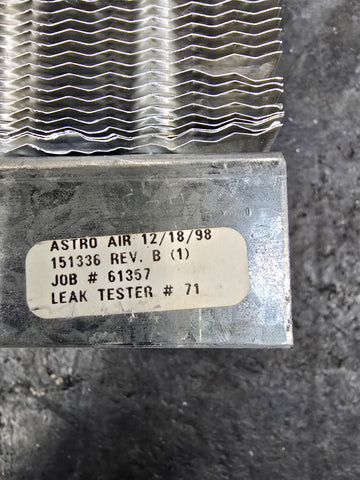 ASTRO AIR 12/18/98
151336 REV. B (1)
JOB # 61357
LEAK TESTER # 71